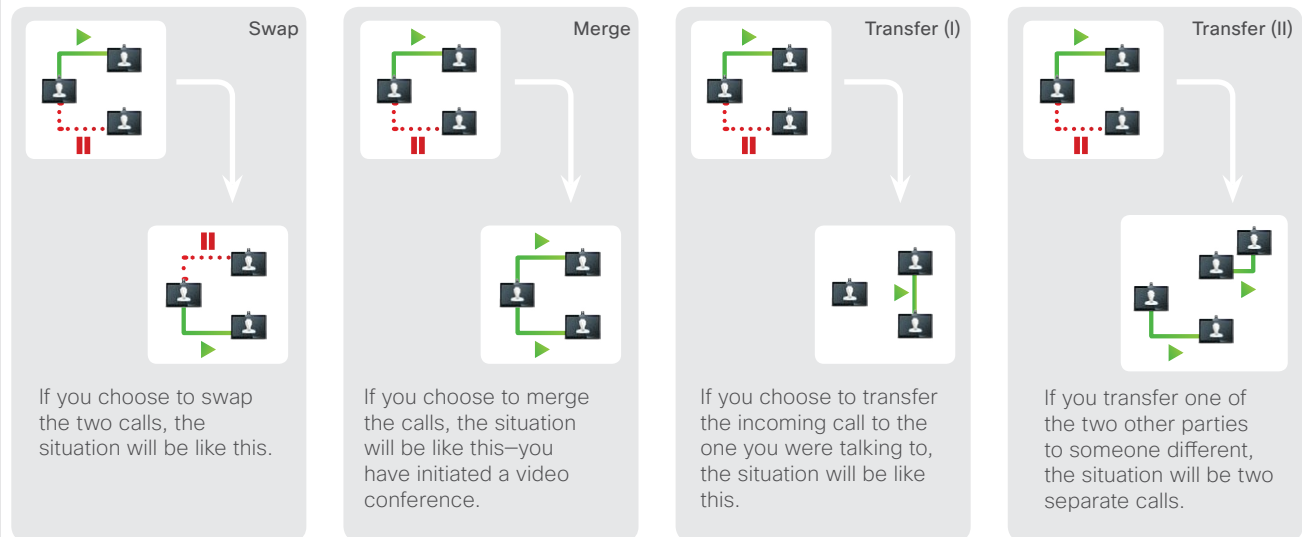 Swap
If you choose to swap
the two calls, the
situation will be like this.
Merge
If you choose to merge
the calls, the situation
will be like this—you
have initiated a video
conference.
Transfer (I)
If you choose to transfer
the incoming call to the
one you were talking to,
the situation will be like
this.
Transfer (II)
If you transfer one of
the two other parties
to someone different,
the situation will be two
separate calls.